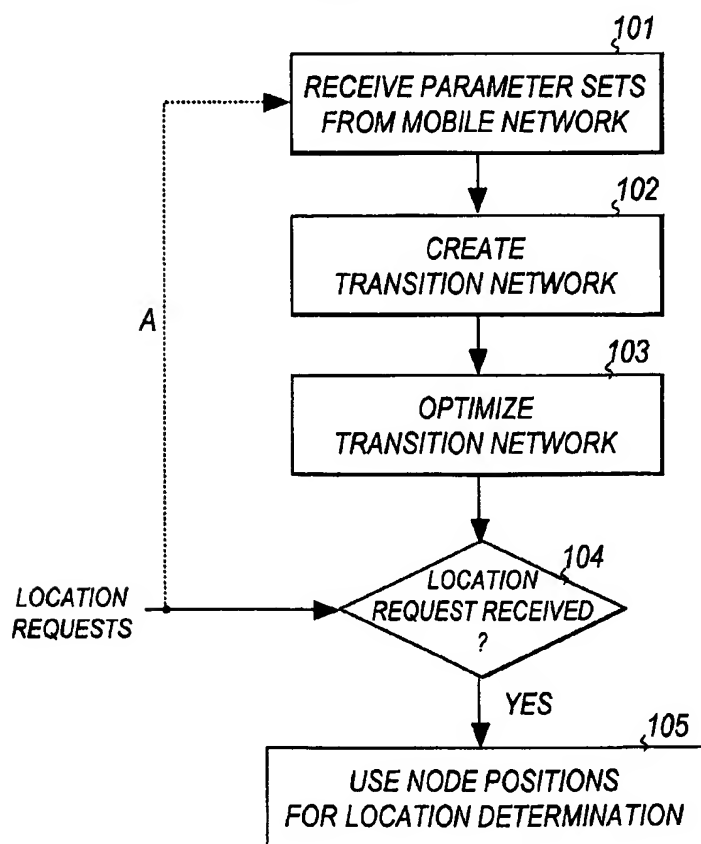 101
RECEIVE PARAMETER SETS
FROM MOBILE NETWORK
102
CREATE
TRANSITION NETWORK
A
103
OPTIMIZE
TRANSITION NETWORK
104
LOCATION
REQUEST RECEIVED
?
LOCATION
REQUESTS
YES
105
USE NODE POSITIONS
FOR LOCATION DETERMINATION